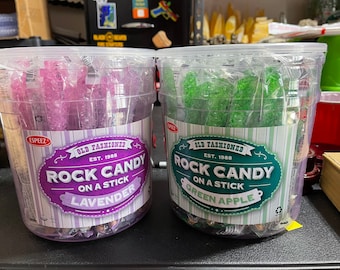 ESPEEZ
OLD FASHIONED
EST. 1988
ROCK CANDY
ON A STICK
LAVENDER
ESPEEZ
OLD FASHIONED
EST. 1988
ROCK CANDY
ON A STICK
GREEN APPLE